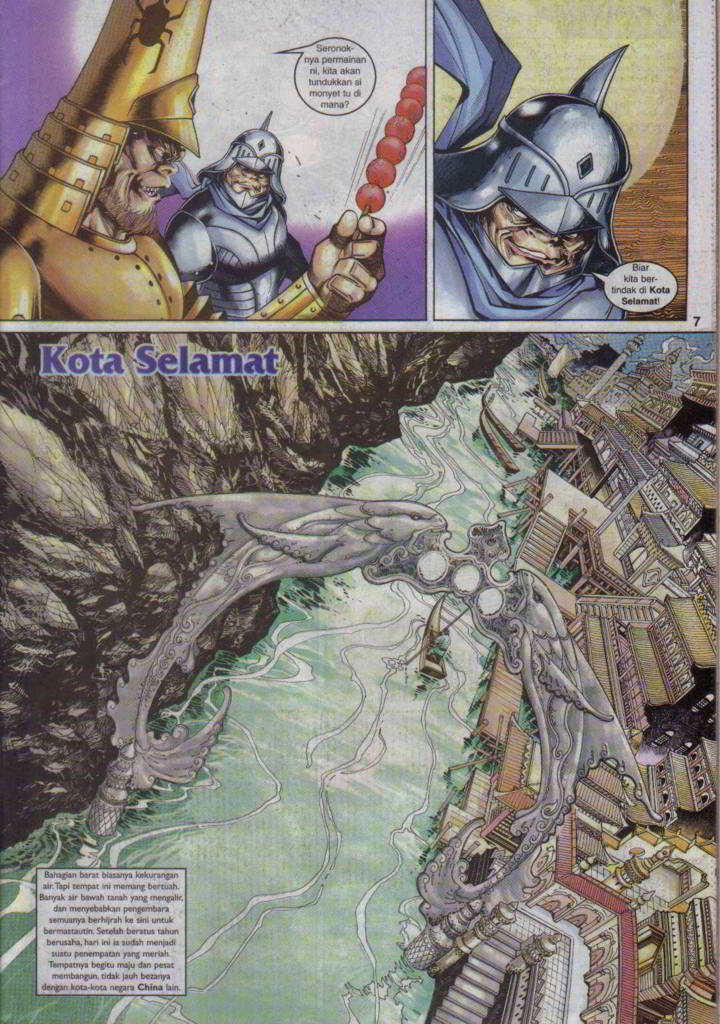 Seronok-
nya permainan
ni, kita akan
tundukkan si
monyet tu di
mana?
Biar
kita ber-
tindak di Kota
Selamat!
7
Kota Selamat
Bahagian barat biasanya kekurangan
air. Tapi tempat ini memang bertuah.
Banyak air bawah tanah yang mengalir,
dan menyebabkan pengembara
semuanya berhijrah ke sini untuk
bermastautin. Setelah beratus tahun
berusaha, hari ini ia sudah menjadi
suatu penempatan yang meriah.
Tempatnya begitu maju dan pesat
membangun, tidak jauh bezanya
dengan kota-kota negara China lain.